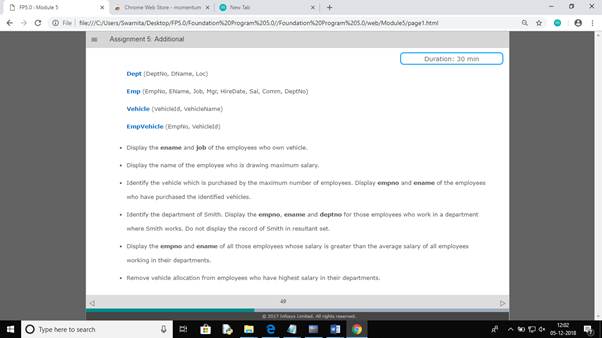 FP5.0 : Module 5
Chrome Web Store - momentum
New Tab
File | file:///C:/Users/Swarnita/Desktop/FP5.0/Foundation%20Program%205.0//Foundation%20Program%205.0/web/Module5/page1.html
Assignment 5: Additional
Duration: 30 min
Dept (DeptNo, DName, Loc)
Emp (EmpNo, EName, Job, Mgr, HireDate, Sal, Comm, DeptNo)
Vehicle (VehicleId, VehicleName)
EmpVehicle (EmpNo, VehicleId)
• Display the ename and job of the employees who own vehicle.
• Display the name of the employee who is drawing maximum salary.
• Identify the vehicle which is purchased by the maximum number of employees. Display empno and ename of the employees
who have purchased the identified vehicles.
• Identify the department of Smith. Display the empno, ename and deptno for those employees who work in a department
where Smith works. Do not display the record of Smith in resultant set.
• Display the empno and ename of all those employees whose salary is greater than the average salary of all employees
working in their departments.
• Remove vehicle allocation from employees who have highest salary in their departments.
49
© 2017 Infosys Limited. All rights reserved.
Type here to search
12:02
05-12-2018